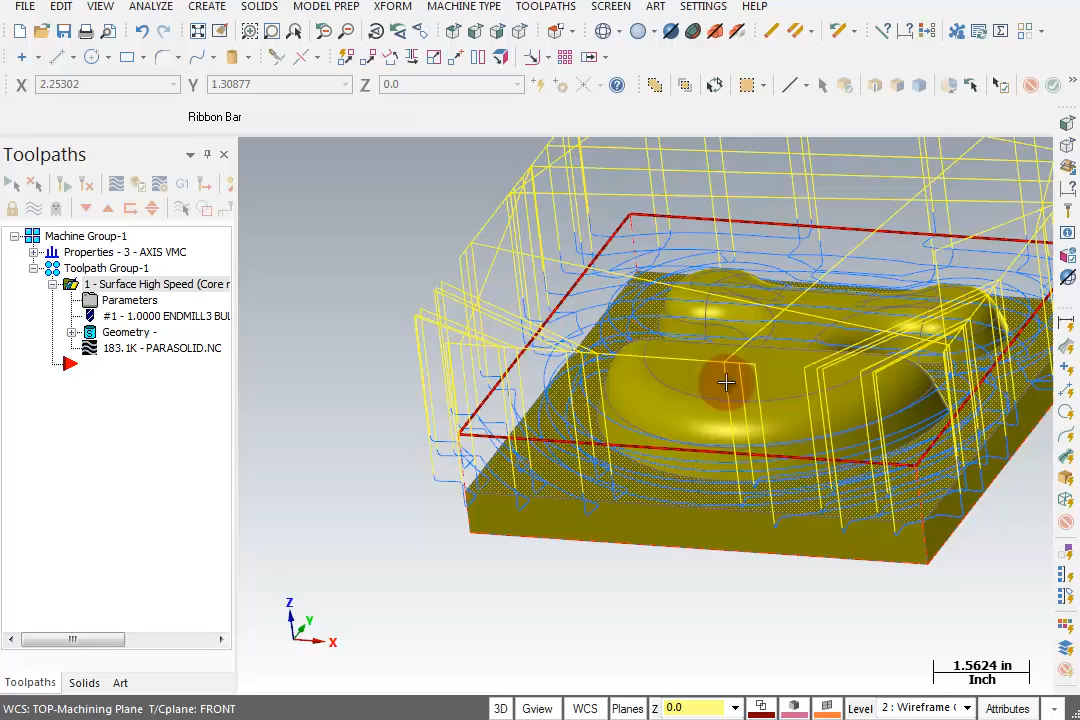 FILE EDIT VIEW ANALYZE CREATE SOLIDS MODEL PREP XFORM MACHINE TYPE TOOLPATHS SCREEN ART SETTINGS HELP
X 2.25302 Y 1.30877 Z 0.0
Ribbon Bar
Toolpaths
G1
Machine Group-1
Properties - 3 - AXIS VMC
Toolpath Group-1
1 - Surface High Speed (Core r
Parameters
#1 - 1.0000 ENDMILL3 BUL
Geometry -
183.1K - PARASOLID.NC
Z
Y
X
1.5624 in
Inch
Toolpaths Solids Art
WCS: TOP-Machining Plane T/Cplane: FRONT 3D Gview WCS Planes Z 0.0 Level 2 : Wireframe C Attributes